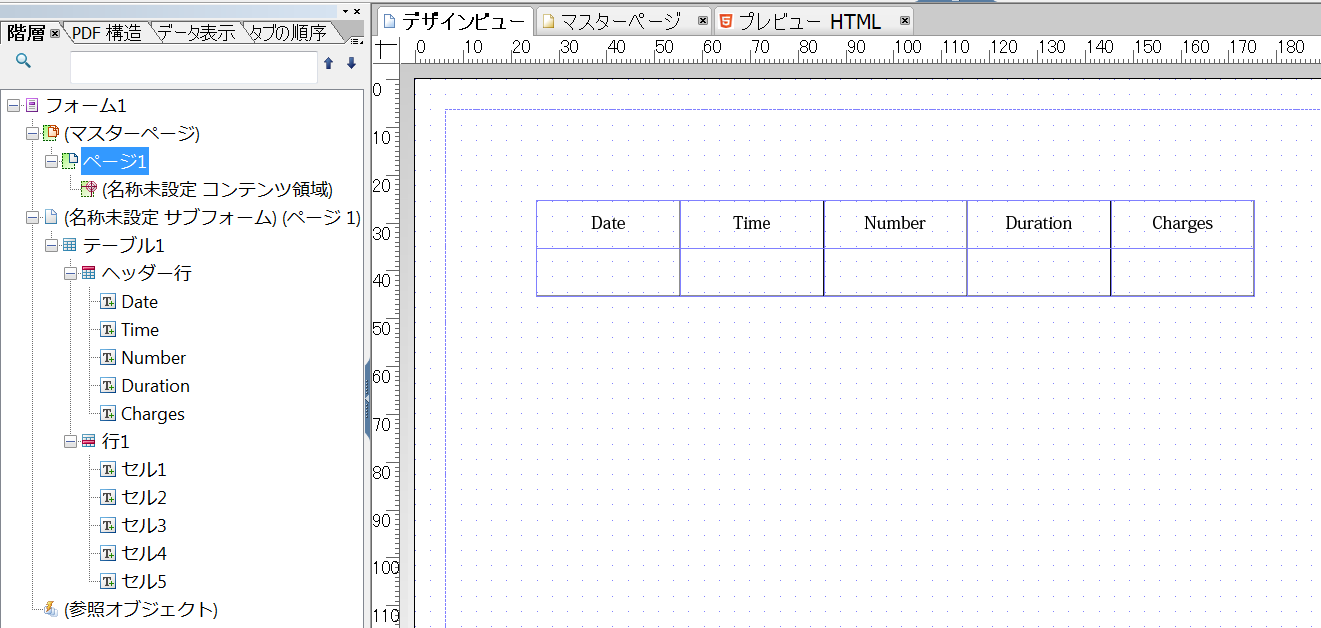 階層 PDF 構造 データ表示 タブの順序
フォーム1
(マスターページ)
ページ1
(名称未設定 コンテンツ領域)
(名称未設定 サブフォーム) (ページ 1)
テーブル1
ヘッダー行
Date
Time
Number
Duration
Charges
行1
セル1
セル2
セル3
セル4
セル5
(参照オブジェクト)
デザインビュー マスターページ プレビュー HTML
0 10 20 30 40 50 60 70 80 90 100 110 120 130 140 150 160 170 180
0
10
20
30
40
50
60
70
80
90
100
110
Date Time Number Duration Charges